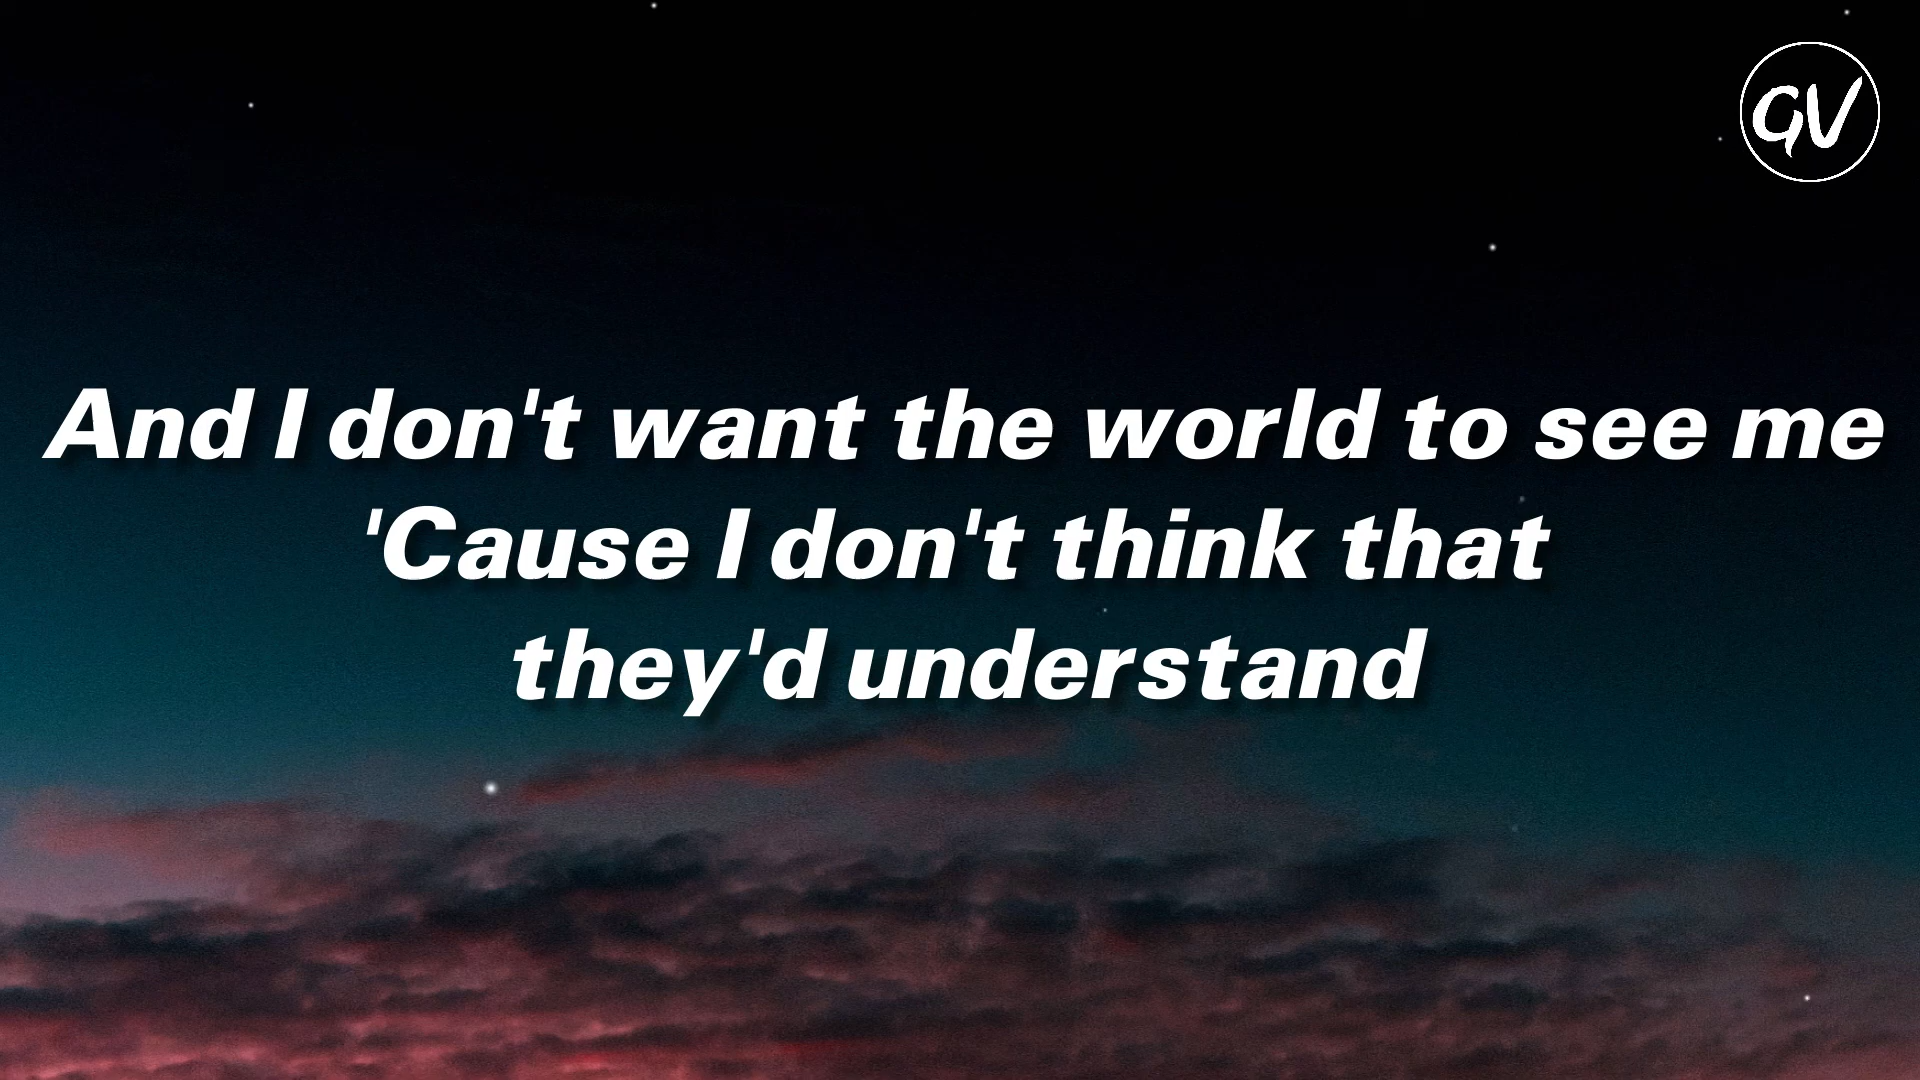 GV
And I don't want the world to see me
'Cause I don't think that
they'd understand